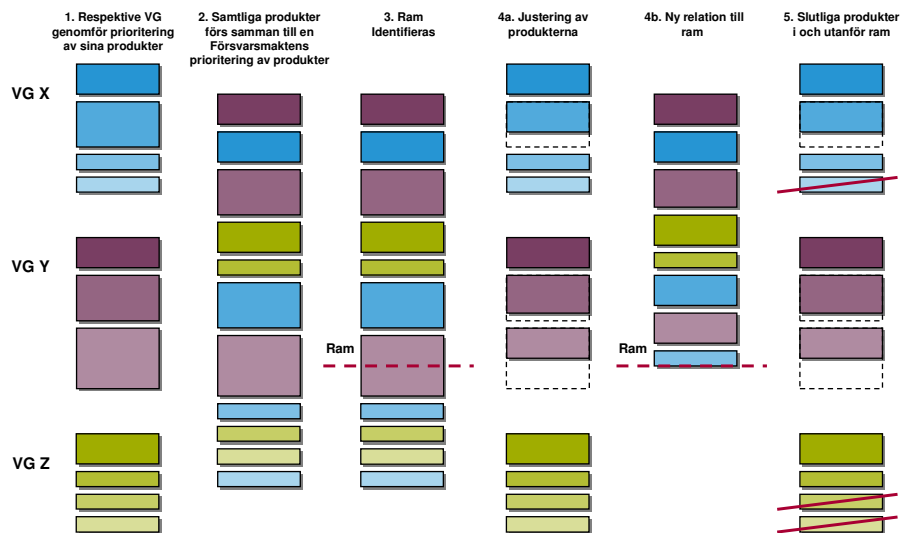 1. Respektive VG
genomför prioritering
av sina produkter
2. Samtliga produkter
förs samman till en
Försvarsmaktens
prioritering av produkter
3. Ram
Identifieras
4a. Justering av
produkterna
4b. Ny relation till
ram
5. Slutliga produkter
i och utanför ram
VG X
VG Y
Ram
Ram
VG Z